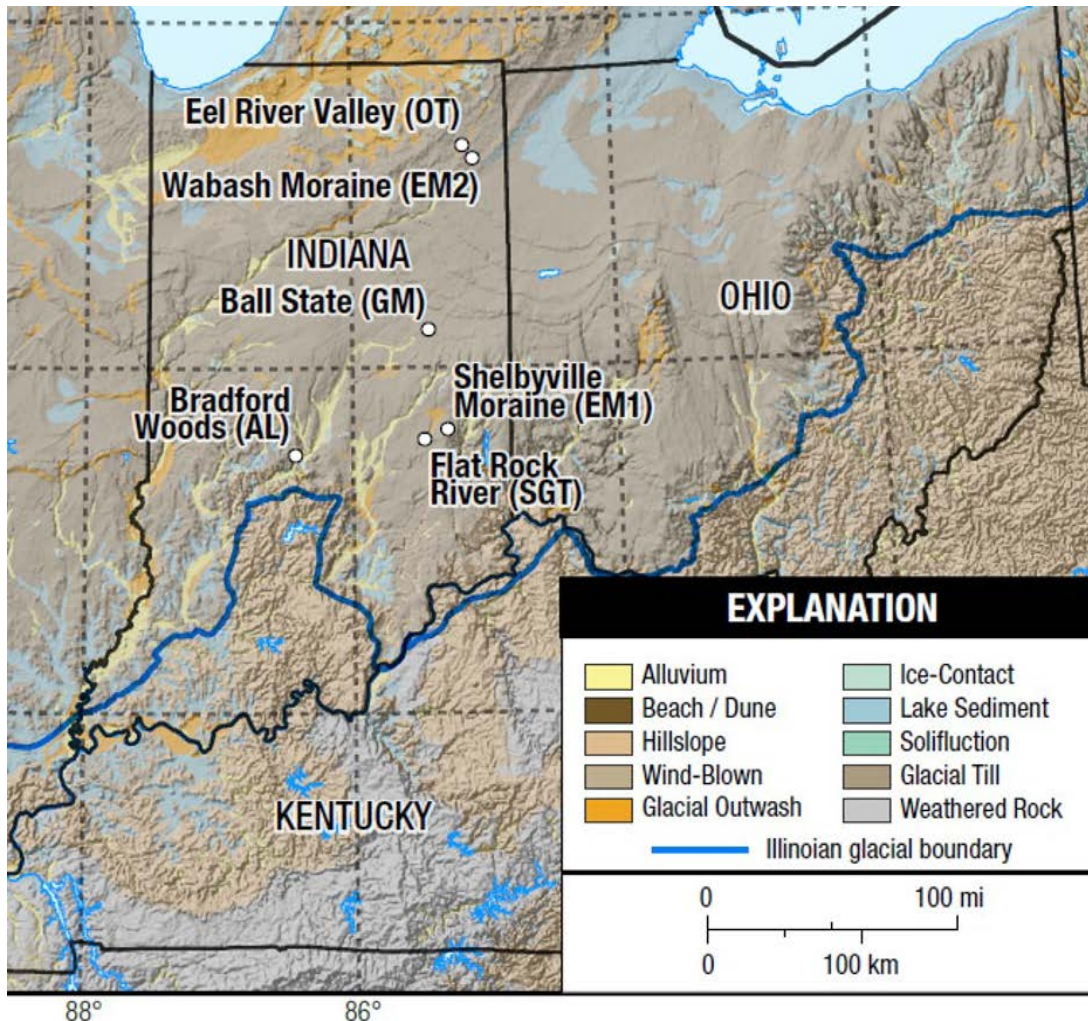 Eel River Valley (OT)
Wabash Moraine (EM2)
INDIANA
Ball State (GM)
OHIO
Bradford
Woods (AL)
Shelbyville
Moraine (EM1)
Flat Rock
River (SGT)
KENTUCKY
EXPLANATION
Alluvium
Beach / Dune
Hillslope
Wind-Blown
Glacial Outwash
Ice-Contact
Lake Sediment
Solifluction
Glacial Till
Weathered Rock
Illinoian glacial boundary
0 100 mi
0 100 km
88° 86°